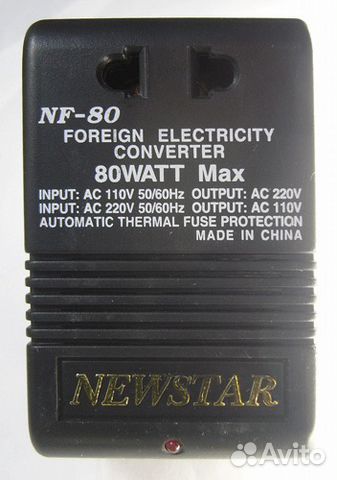 NF-80
FOREIGN ELECTRICITY
CONVERTER
80WATT Max
INPUT: AC 110V 50/60Hz OUTPUT: AC 220V
INPUT: AC 220V 50/60Hz OUTPUT: AC 110V
AUTOMATIC THERMAL FUSE PROTECTION
MADE IN CHINA
NEWSTAR
Avito